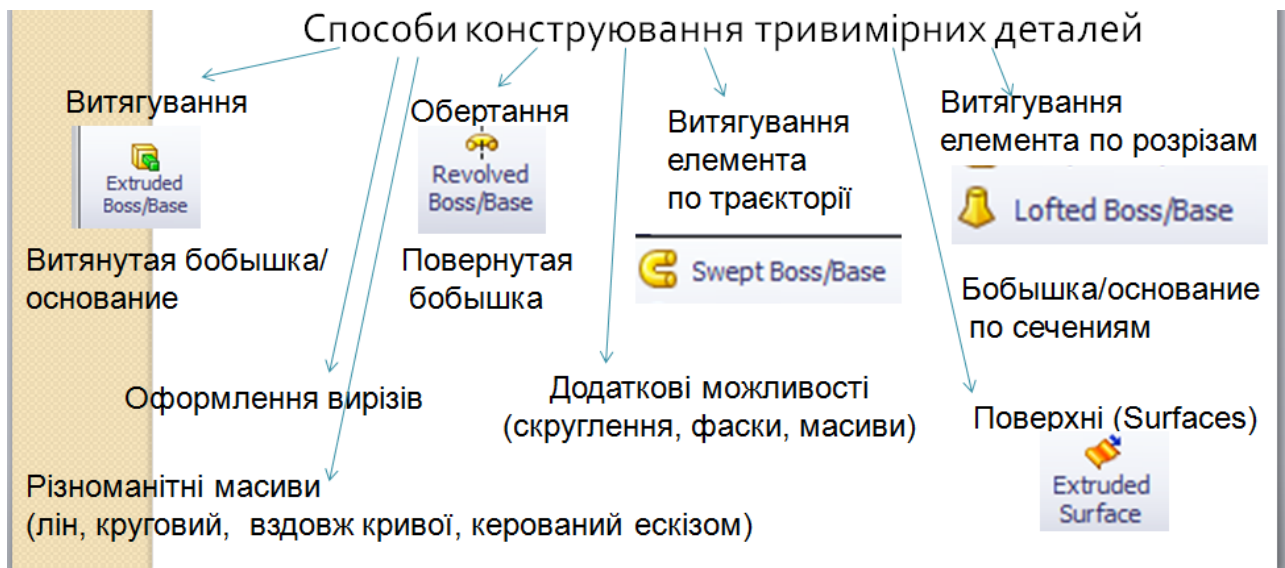 Способи конструювання тривимірних деталей
Витягування
Extruded
Boss/Base
Витянутая бобышка/
основание
Обертання
Revolved
Boss/Base
Повернутая
бобышка
Витягування
елемента
по траєкторії
Swept Boss/Base
Витягування
елемента по розрізам
Lofted Boss/Base
Бобышка/основание
по сечениям
Оформлення вирізів
Додаткові можливості
(скруглення, фаски, масиви)
Поверхні (Surfaces)
Extruded
Surface
Різноманітні масиви
(лін, круговий, вздовж кривої, керований ескізом)